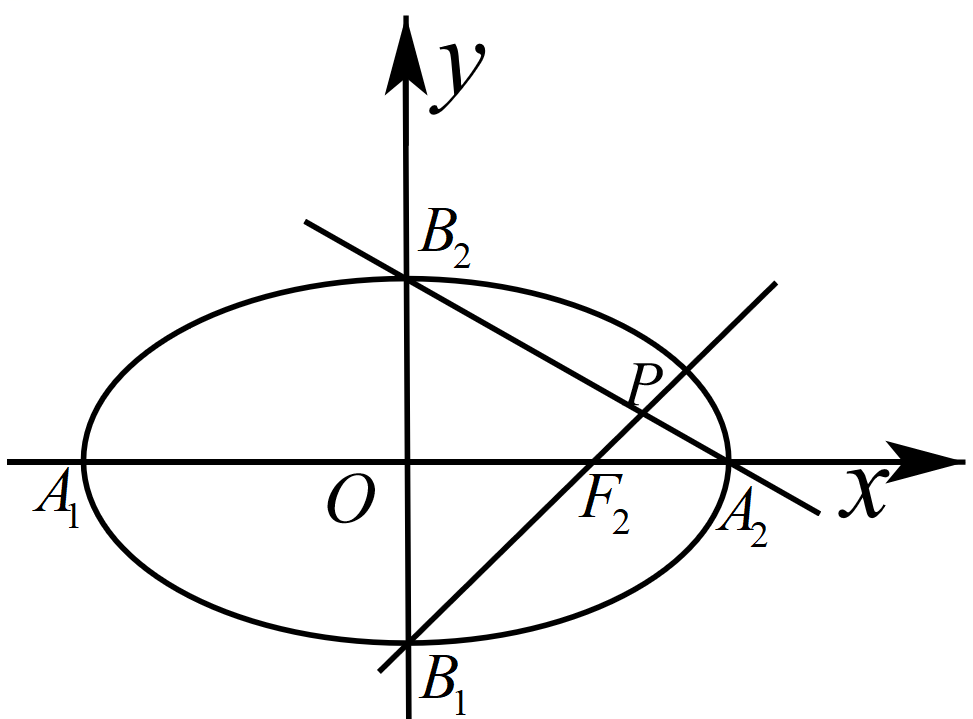 y
B₂
P
A₁
O
F₂
A₂
x
B₁